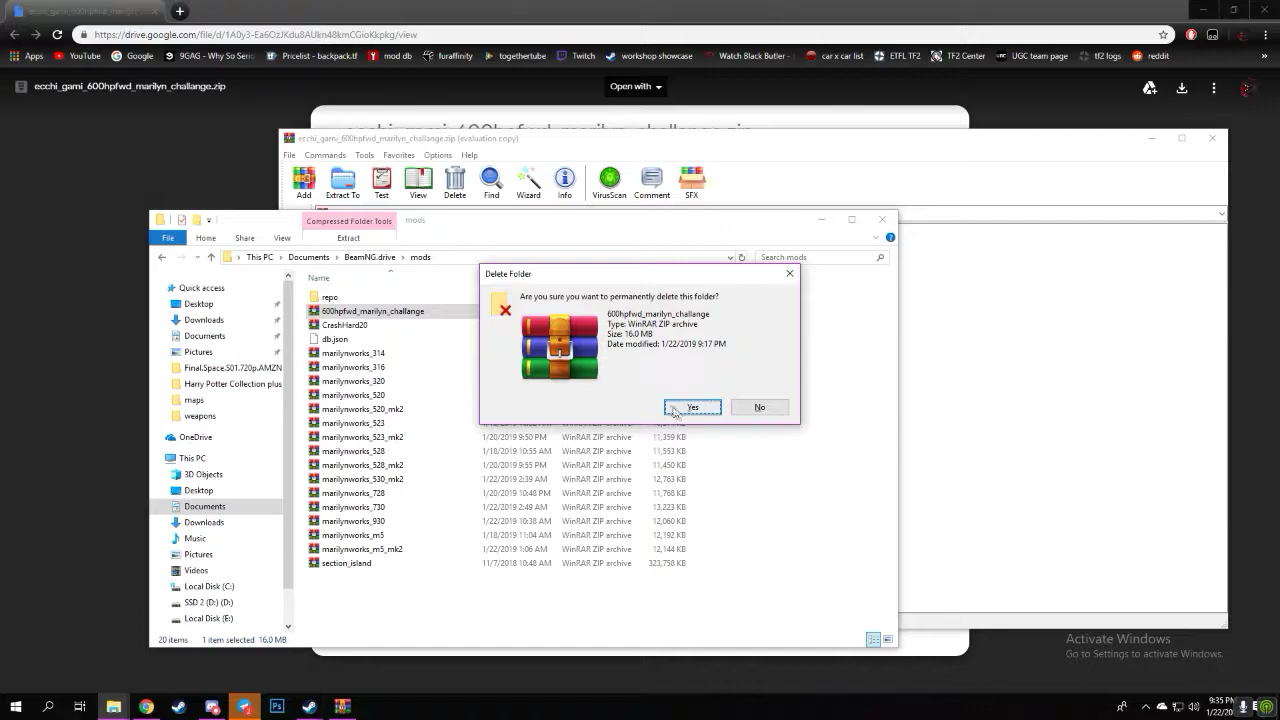 https://drive.google.com/file/d/1A0y3-Ea6OzJKdu8AUkn48kmCGioKkpkg/view
Apps YouTube Google 9GAG - Why So Serio Pricelist - backpack.tf mod db furaffinity togethertube Twitch workshop showcase Watch Black Butler - car x car list ETFL TF2 TF2 Center UGC team page tf2 logs reddit
ecchi_gami_600hpfwd_marilyn_challange.zip
Open with
ecchi_gami_600hpfwd_marilyn_challange.zip (evaluation copy)
File Commands Tools Favorites Options Help
Add Extract To Test View Delete Find Wizard Info VirusScan Comment SFX
Compressed Folder Tools mods
File Home Share View Extract
This PC Documents BeamNG.drive mods Search mods
Quick access
Desktop
Downloads
Documents
Pictures
Final.Space.S01.720p.AMZN
Harry Potter Collection plus
maps
weapons
OneDrive
This PC
3D Objects
Desktop
Documents
Downloads
Music
Pictures
Videos
Local Disk (C:)
SSD 2 (D:) (D:)
Local Disk (E:)
Name
repo
600hpfwd_marilyn_challange
CrashHard20
db.json
marilynworks_314
marilynworks_316
marilynworks_320
marilynworks_520
marilynworks_520_mk2
marilynworks_523
marilynworks_523_mk2 1/20/2019 9:50 PM WinRAR ZIP archive 11,359 KB
marilynworks_528 1/18/2019 10:55 AM WinRAR ZIP archive 11,553 KB
marilynworks_528_mk2 1/20/2019 9:55 PM WinRAR ZIP archive 11,450 KB
marilynworks_530_mk2 1/22/2019 2:39 AM WinRAR ZIP archive 12,763 KB
marilynworks_728 1/20/2019 10:48 PM WinRAR ZIP archive 11,768 KB
marilynworks_730 1/22/2019 2:49 AM WinRAR ZIP archive 13,223 KB
marilynworks_930 1/22/2019 10:38 AM WinRAR ZIP archive 12,060 KB
marilynworks_m5 1/18/2019 11:04 AM WinRAR ZIP archive 12,192 KB
marilynworks_m5_mk2 1/22/2019 1:06 AM WinRAR ZIP archive 12,144 KB
section_island 11/7/2018 10:48 AM WinRAR ZIP archive 323,758 KB
20 items 1 item selected 16.0 MB
Delete Folder
Are you sure you want to permanently delete this folder?
600hpfwd_marilyn_challange
Type: WinRAR ZIP archive
Size: 16.0 MB
Date modified: 1/22/2019 9:17 PM
Yes No
Activate Windows
Go to Settings to activate Windows.
9:35 PM